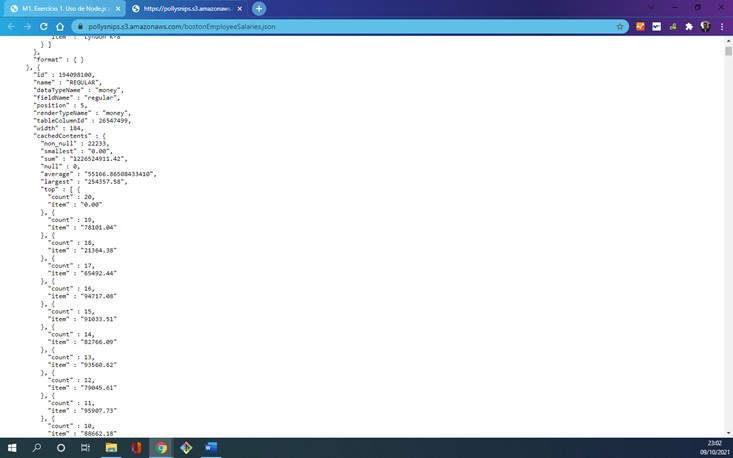 M1. Exercício 1. Uso de Node.js
https://pollysnips.s3.amazonaws
pollysnips.s3.amazonaws.com/bostonEmployeeSalaries.json
"item" : "Lyndon K-8"
} ]
},
"format" : { }
}, {
"id" : 194098100,
"name" : "REGULAR",
"dataTypeName" : "money",
"fieldName" : "regular",
"position" : 5,
"renderTypeName" : "money",
"tableColumnId" : 26547499,
"width" : 184,
"cachedContents" : {
"non_null" : 22233,
"smallest" : "0.00",
"sum" : "1226524911.42",
"null" : 0,
"average" : "55166.86508433410",
"largest" : "254357.58",
"top" : [ {
"count" : 20,
"item" : "0.00"
}, {
"count" : 19,
"item" : "78101.04"
}, {
"count" : 18,
"item" : "21364.38"
}, {
"count" : 17,
"item" : "65492.44"
}, {
"count" : 16,
"item" : "94717.08"
}, {
"count" : 15,
"item" : "91033.51"
}, {
"count" : 14,
"item" : "82766.09"
}, {
"count" : 13,
"item" : "93560.62"
}, {
"count" : 12,
"item" : "79045.61"
}, {
"count" : 11,
"item" : "95907.73"
}, {
"count" : 10,
"item" : "88662.18"
23:02
09/10/2021